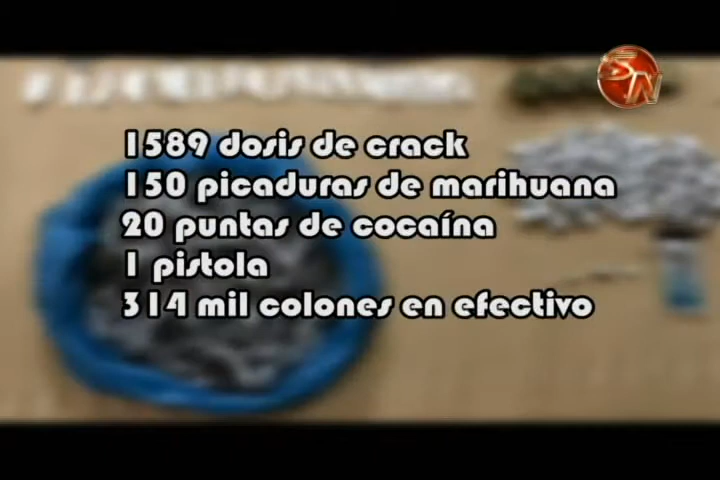 SN
1589 dosis de crack
150 picaduras de marihuana
20 puntas de cocaína
1 pistola
314 mil colones en efectivo